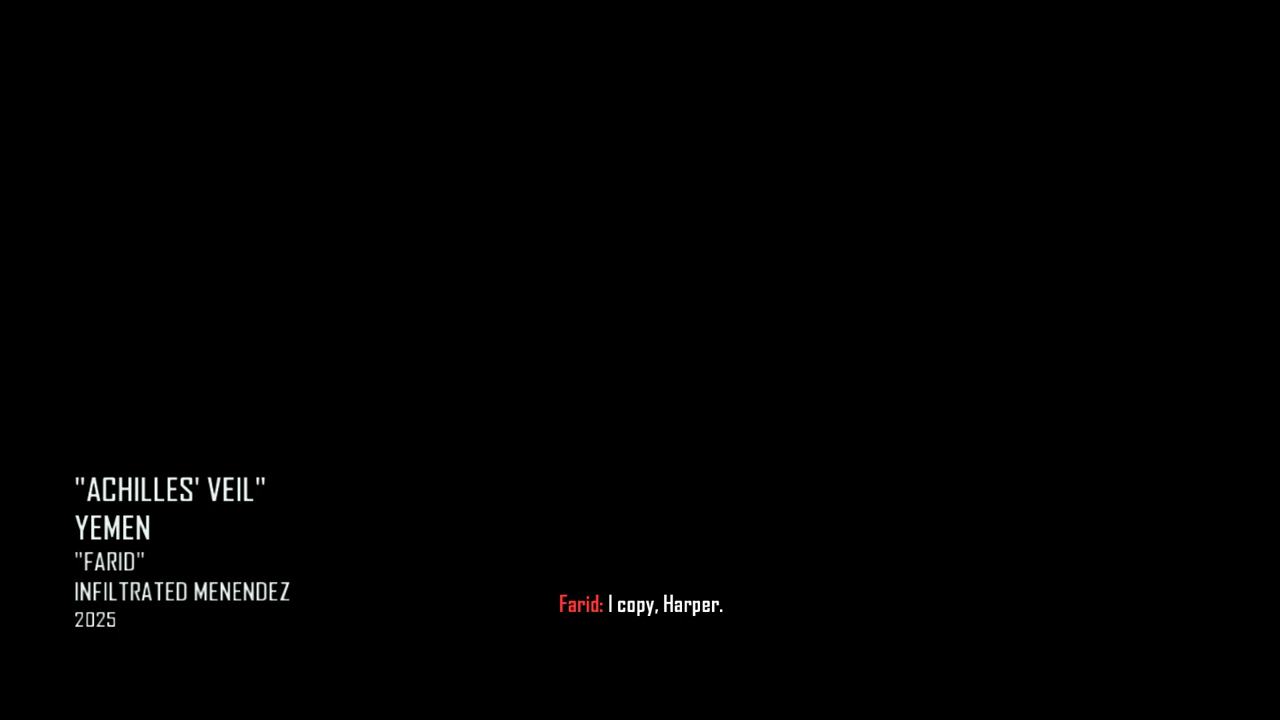 "ACHILLES' VEIL"
YEMEN
"FARID"
INFILTRATED MENENDEZ
2025
Farid: I copy, Harper.